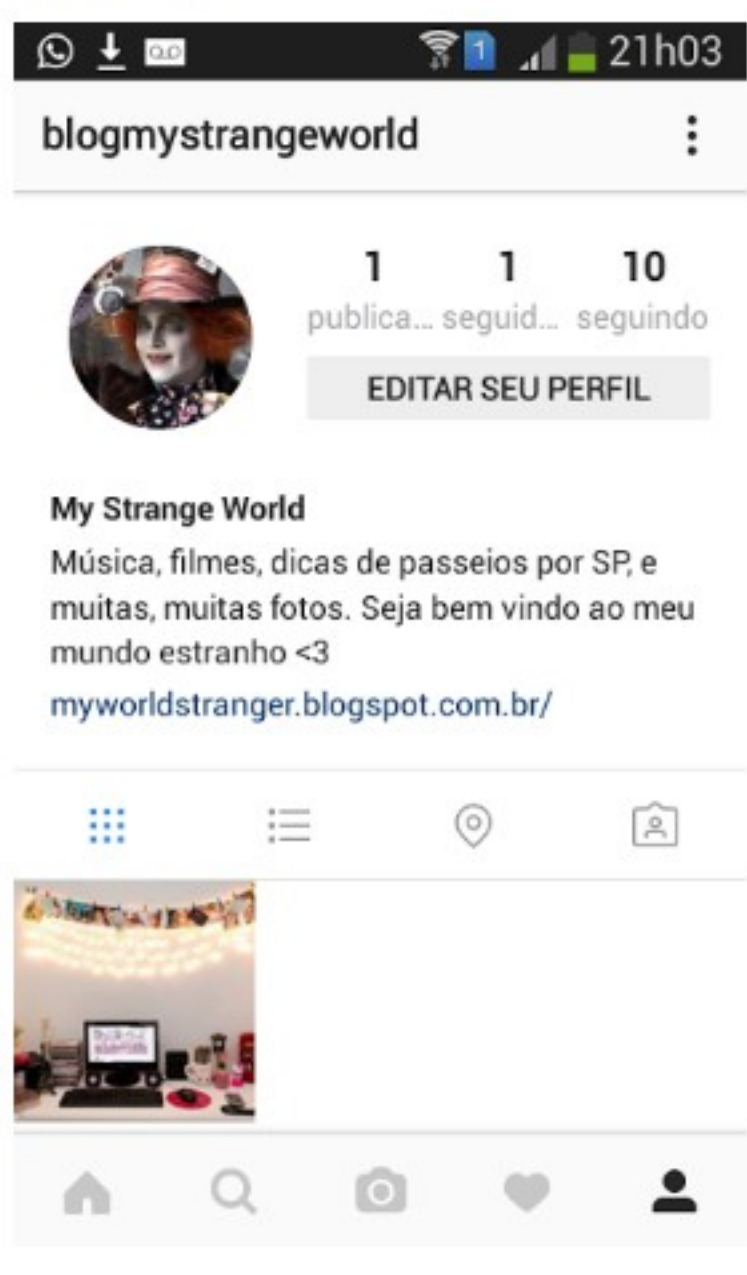 1 21h03
blogmystrangeworld
1 1 10
publica... seguid... seguindo
EDITAR SEU PERFIL
My Strange World
Música, filmes, dicas de passeios por SP, e
muitas, muitas fotos. Seja bem vindo ao meu
mundo estranho <3
myworldstranger.blogspot.com.br/